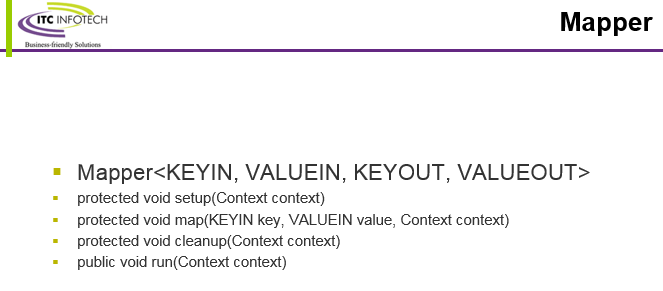 ITC INFOTECH
Business-friendly Solutions
Mapper
Mapper<KEYIN, VALUEIN, KEYOUT, VALUEOUT>
protected void setup(Context context)
protected void map(KEYIN key, VALUEIN value, Context context)
protected void cleanup(Context context)
public void run(Context context)